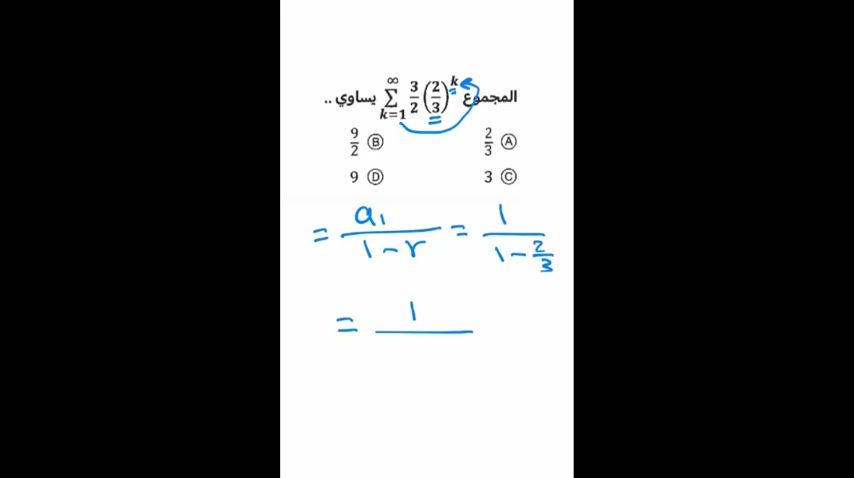 المجموع ∑_{k=1}^{∞} 3/2 (2/3)^k يساوي ..
Ⓐ 2/3 Ⓑ 9/2
Ⓒ 3 Ⓓ 9
= a₁/(1-r) = 1/(1-2/3)
= 1